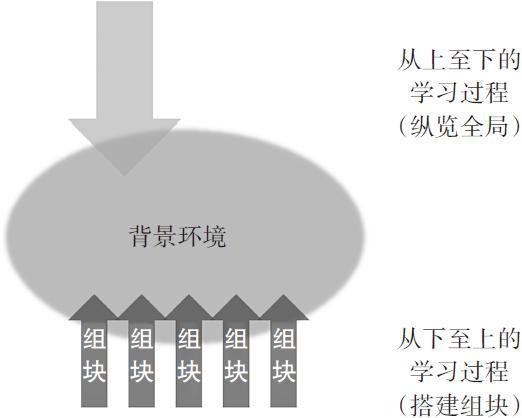 从上至下的
学习过程
（纵览全局）
背景环境
组块
组块
组块
组块
组块
从下至上的
学习过程
（搭建组块）